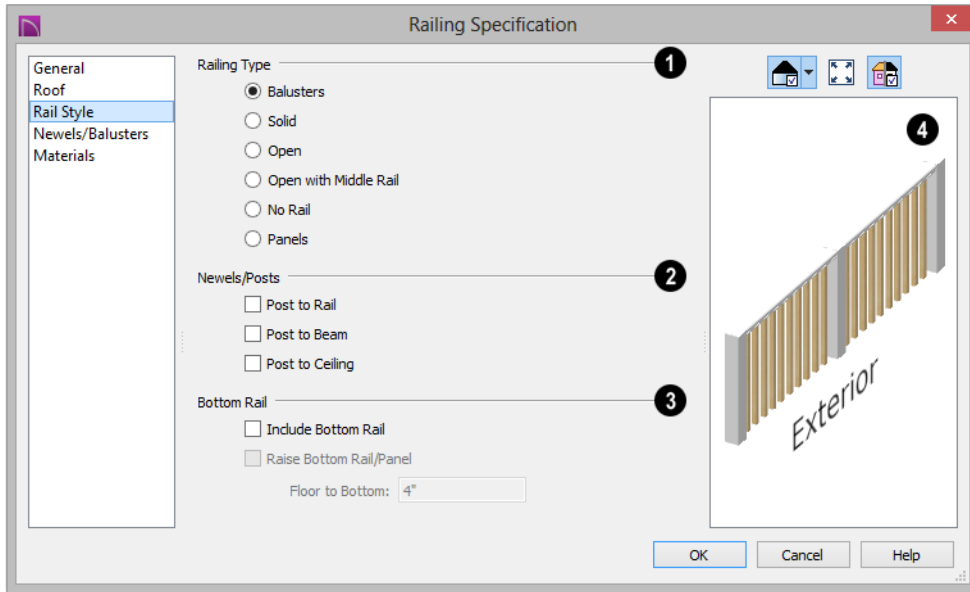 Railing Specification
General
Roof
Rail Style
Newels/Balusters
Materials
Railing Type
1
Balusters
Solid
Open
Open with Middle Rail
No Rail
Panels
Newels/Posts
2
Post to Rail
Post to Beam
Post to Ceiling
Bottom Rail
3
Include Bottom Rail
Raise Bottom Rail/Panel
Floor to Bottom: 4"
4
Exterior
OK Cancel Help